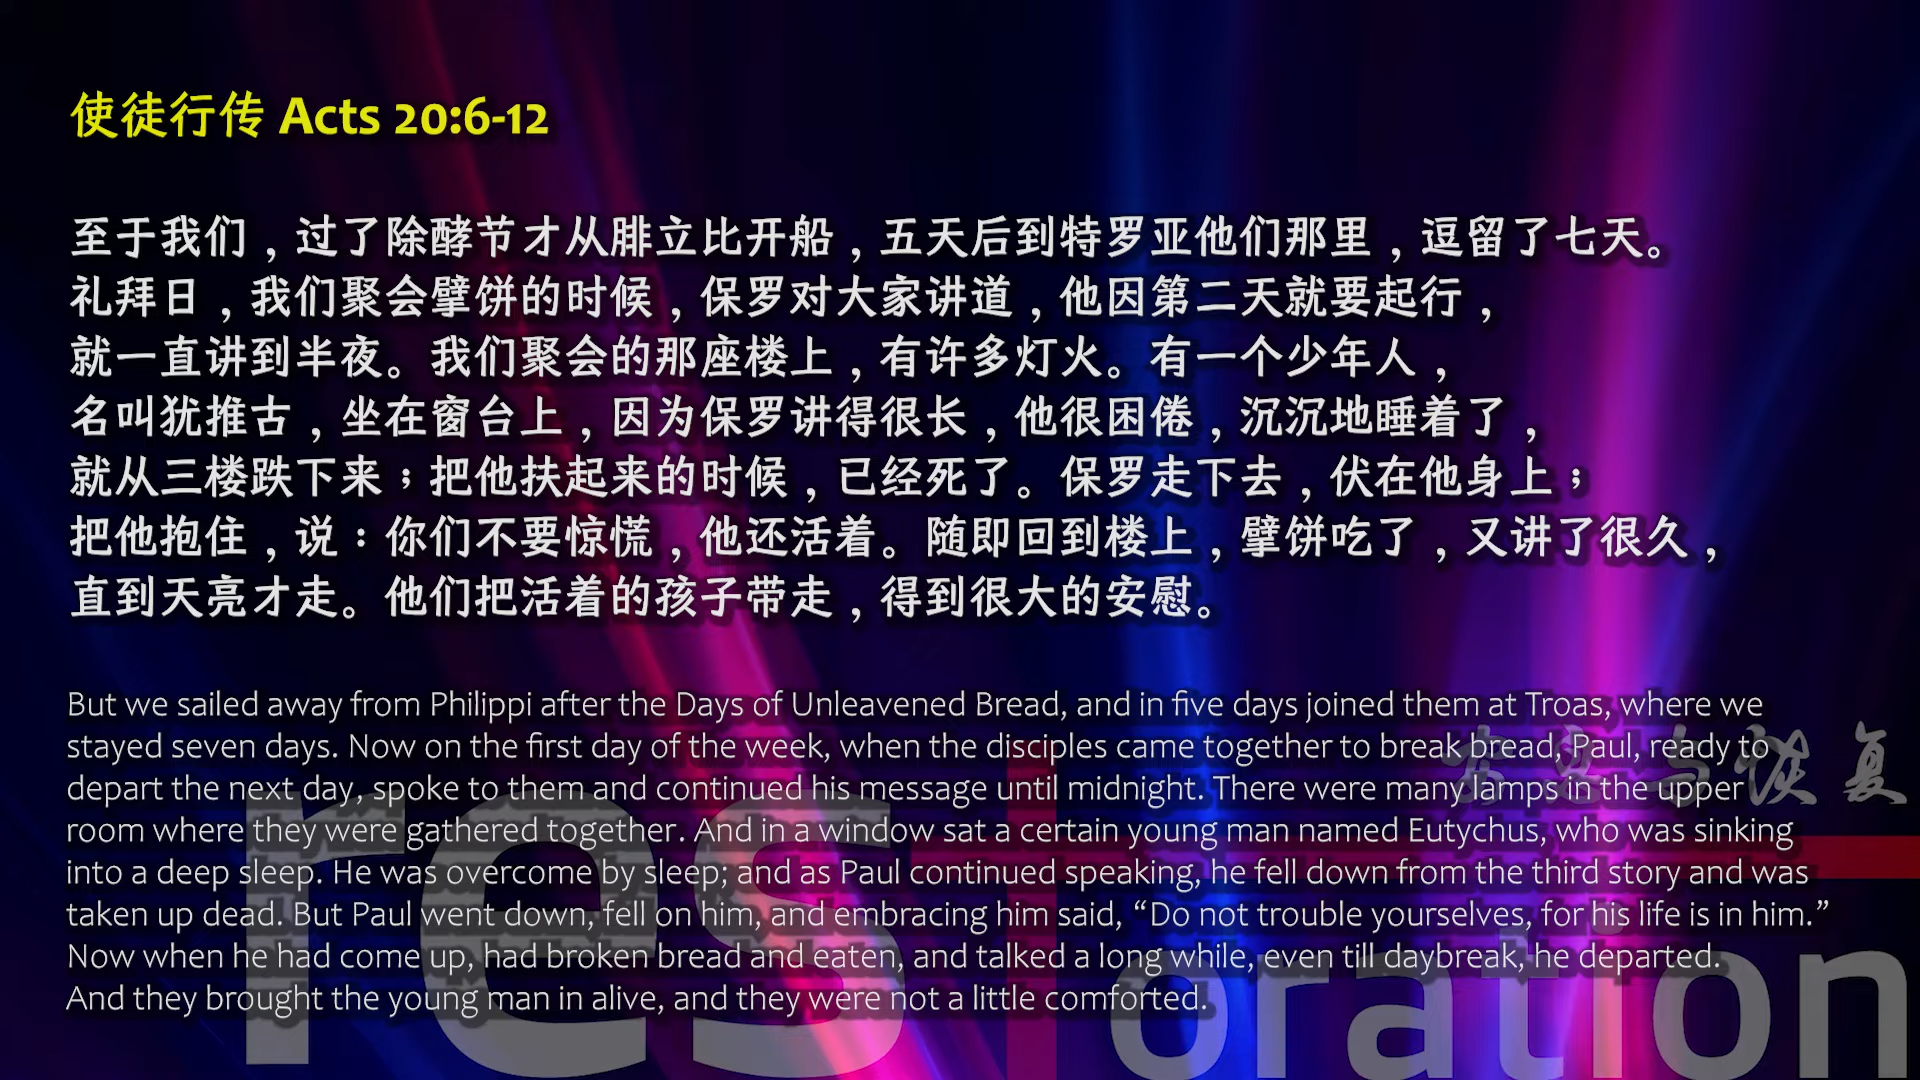 使徒行传 Acts 20:6-12
至于我们，过了除酵节才从腓立比开船，五天后到特罗亚他们那里，逗留了七天。
礼拜日，我们聚会擘饼的时候，保罗对大家讲道，他因第二天就要起行，
就一直讲到半夜。我们聚会的那座楼上，有许多灯火。有一个少年人，
名叫犹推古，坐在窗台上，因为保罗讲得很长，他很困倦，沉沉地睡着了，
就从三楼跌下来；把他扶起来的时候，已经死了。保罗走下去，伏在他身上；
把他抱住，说：你们不要惊慌，他还活着。随即回到楼上，擘饼吃了，又讲了很久，
直到天亮才走。他们把活着的孩子带走，得到很大的安慰。
But we sailed away from Philippi after the Days of Unleavened Bread, and in five days joined them at Troas, where we
stayed seven days. Now on the first day of the week, when the disciples came together to break bread, Paul, ready to
depart the next day, spoke to them and continued his message until midnight. There were many lamps in the upper
room where they were gathered together. And in a window sat a certain young man named Eutychus, who was sinking
into a deep sleep. He was overcome by sleep; and as Paul continued speaking, he fell down from the third story and was
taken up dead. But Paul went down, fell on him, and embracing him said, “Do not trouble yourselves, for his life is in him.”
Now when he had come up, had broken bread and eaten, and talked a long while, even till daybreak, he departed.
And they brought the young man in alive, and they were not a little comforted.
与恢复
res oration